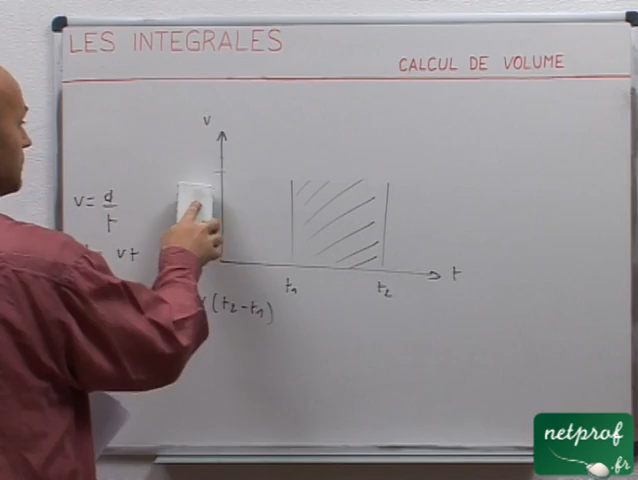 LES INTEGRALES
CALCUL DE VOLUME
v
v = d/t
vt
t
t₁
t₂
(t₂-t₁)
netprof
.fr